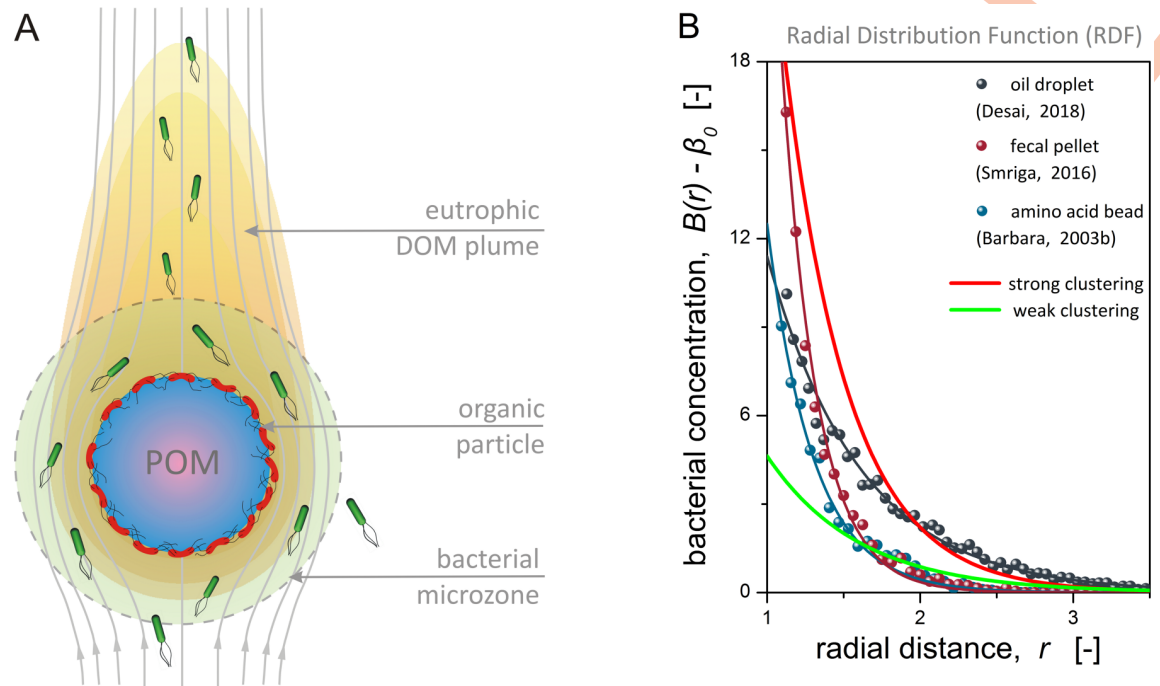 A
eutrophic
DOM plume
organic
particle
POM
bacterial
microzone
B
Radial Distribution Function (RDF)
18
12
6
0
bacterial concentration, B(r) - β₀ [-]
oil droplet
(Desai, 2018)
fecal pellet
(Smriga, 2016)
amino acid bead
(Barbara, 2003b)
strong clustering
weak clustering
1
2
3
radial distance, r [-]